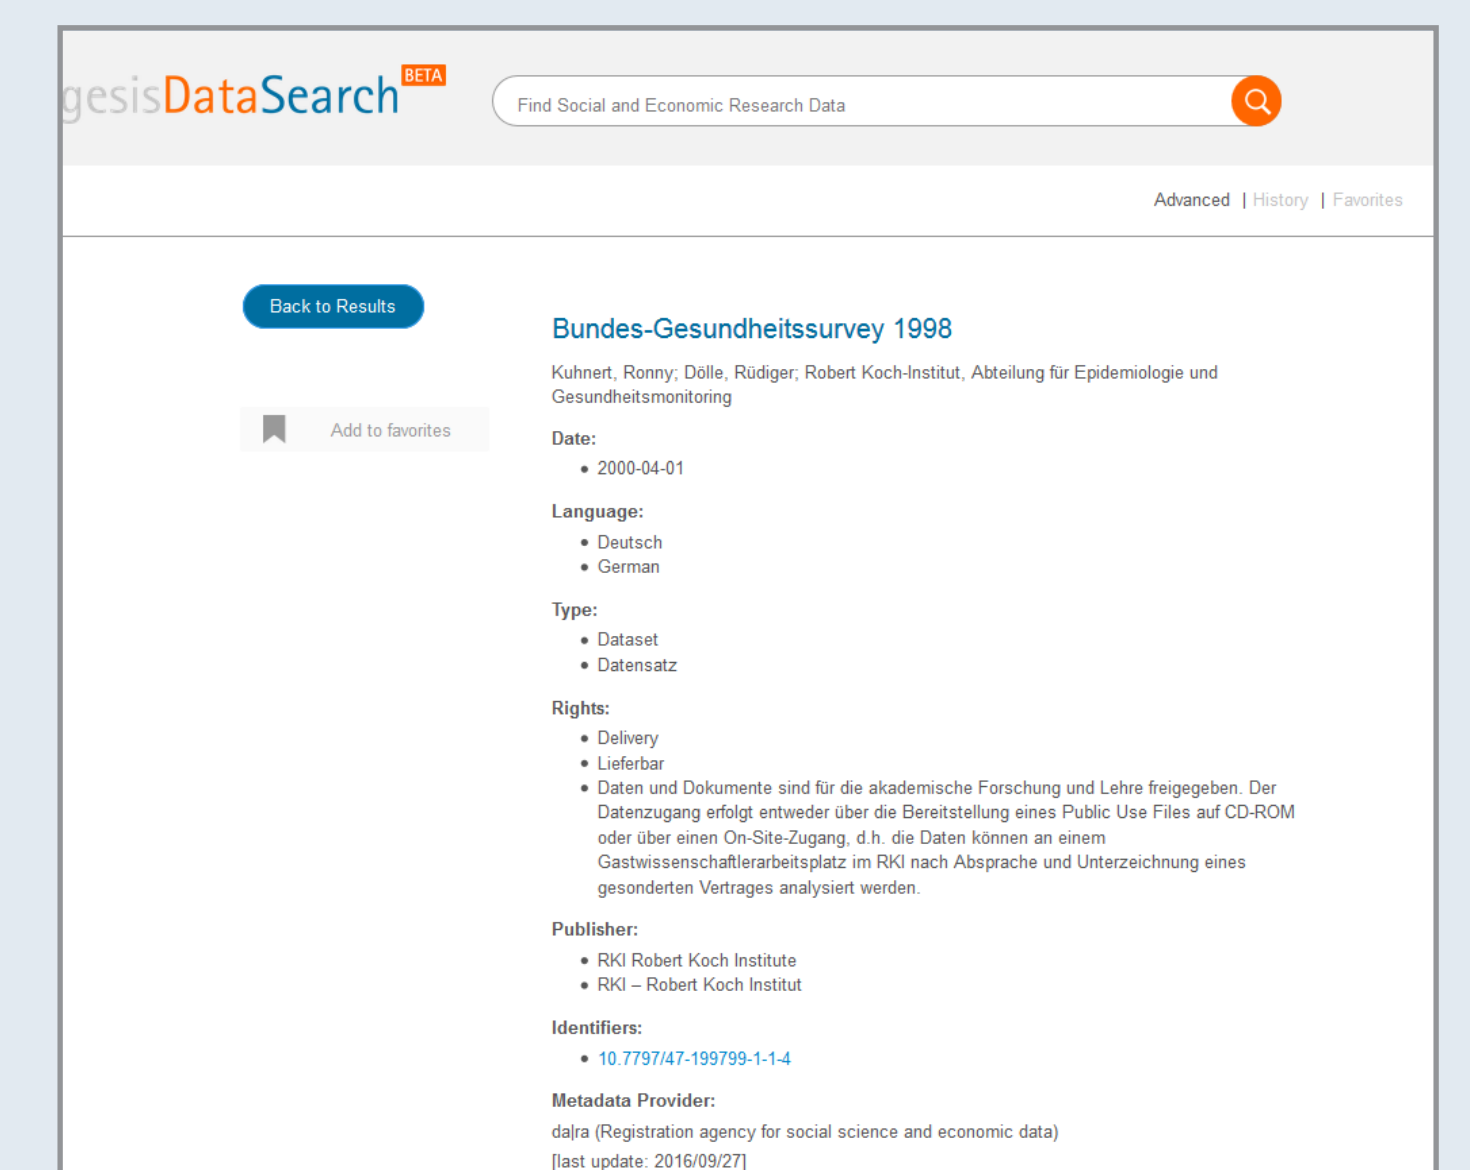 gesisDataSearch BETA
Find Social and Economic Research Data
Advanced | History | Favorites
Back to Results
Add to favorites
Bundes-Gesundheitssurvey 1998
Kuhnert, Ronny; Dölle, Rüdiger; Robert Koch-Institut, Abteilung für Epidemiologie und
Gesundheitsmonitoring
Date:
• 2000-04-01
Language:
• Deutsch
• German
Type:
• Dataset
• Datensatz
Rights:
• Delivery
• Lieferbar
• Daten und Dokumente sind für die akademische Forschung und Lehre freigegeben. Der
Datenzugang erfolgt entweder über die Bereitstellung eines Public Use Files auf CD-ROM
oder über einen On-Site-Zugang, d.h. die Daten können an einem
Gastwissenschaftlerarbeitsplatz im RKI nach Absprache und Unterzeichnung eines
gesonderten Vertrages analysiert werden.
Publisher:
• RKI Robert Koch Institute
• RKI – Robert Koch Institut
Identifiers:
• 10.7797/47-199799-1-1-4
Metadata Provider:
da|ra (Registration agency for social science and economic data)
[last update: 2016/09/27]